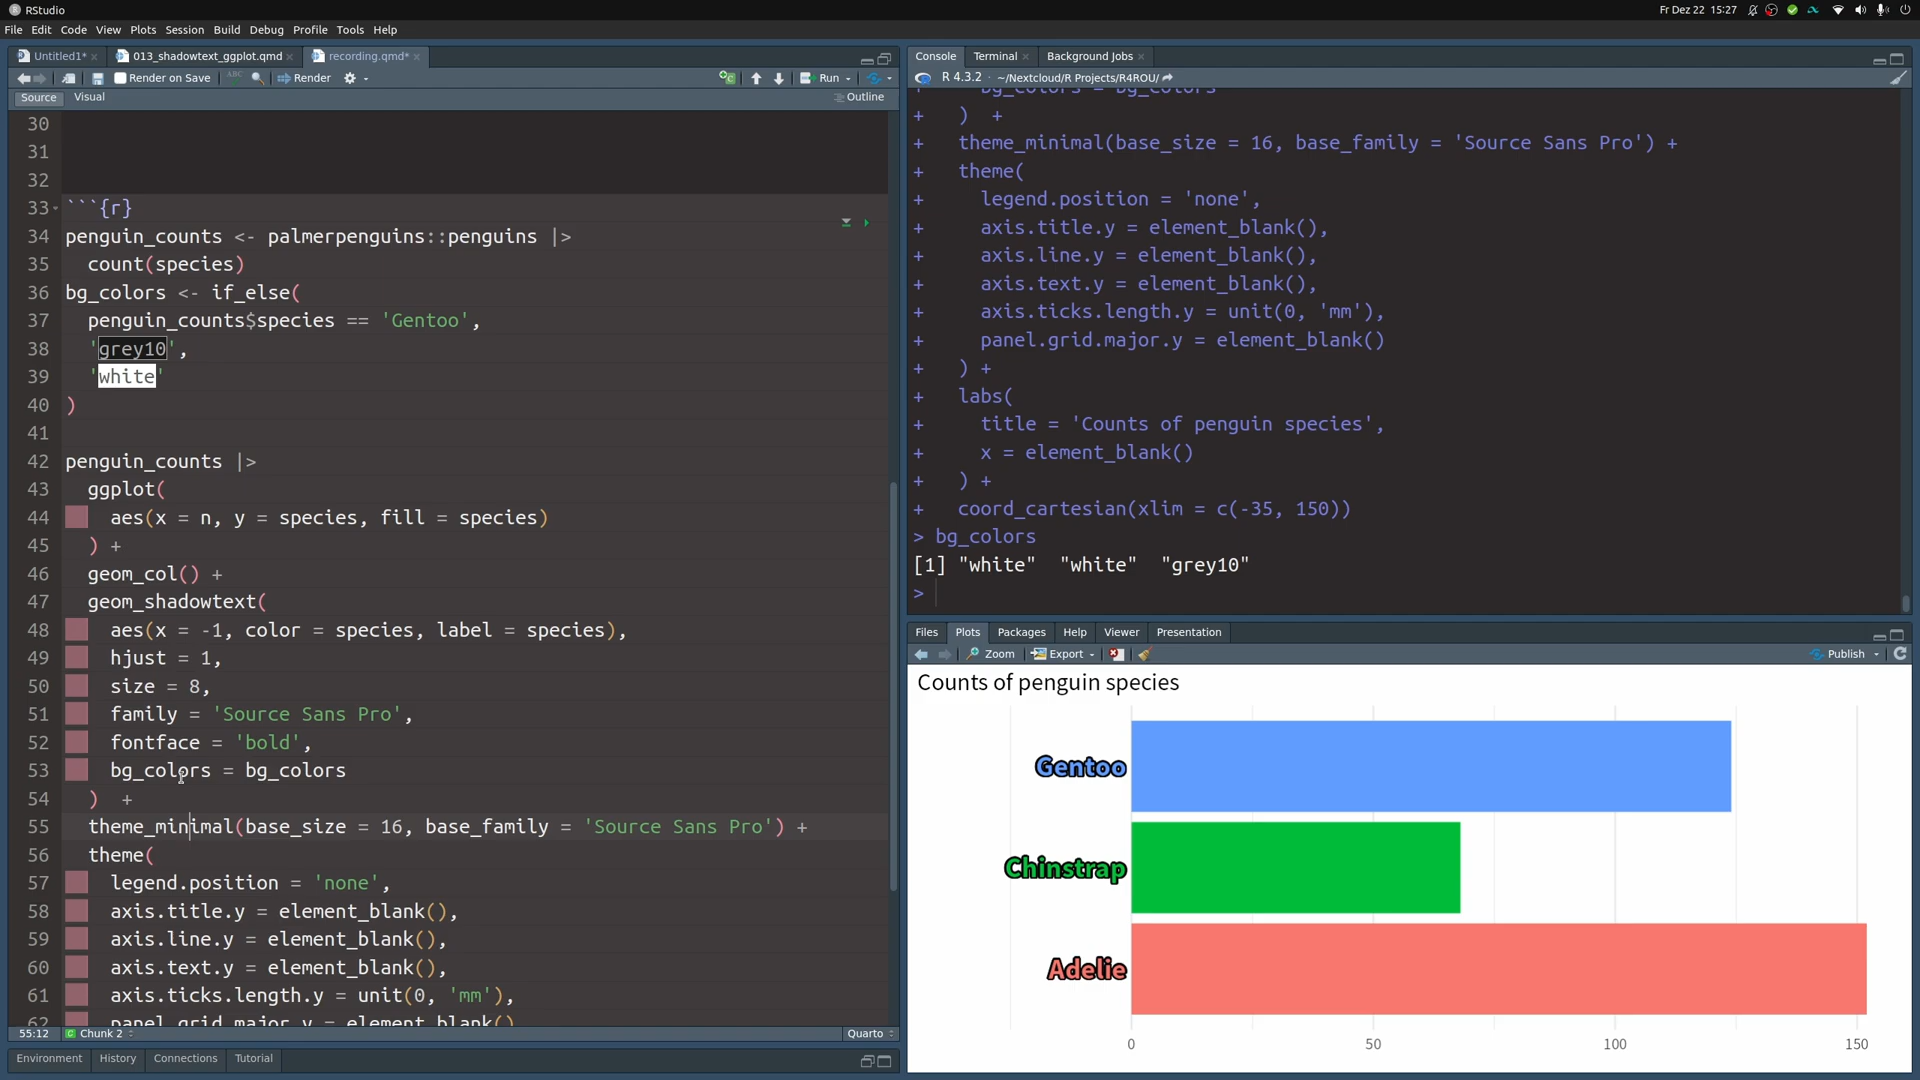 RStudio
Fr Dez 22 15:27
File Edit Code View Plots Session Build Debug Profile Tools Help
Untitled1* × 013_shadowtext_ggplot.qmd × recording.qmd* ×
Render on Save ABC Render Run
Source Visual Outline
30
31
32
33 ```{r}
34 penguin_counts <- palmerpenguins::penguins |>
35 count(species)
36 bg_colors <- if_else(
37 penguin_counts$species == 'Gentoo',
38 'grey10',
39 'white'
40 )
41
42 penguin_counts |>
43 ggplot(
44 aes(x = n, y = species, fill = species)
45 ) +
46 geom_col() +
47 geom_shadowtext(
48 aes(x = -1, color = species, label = species),
49 hjust = 1,
50 size = 8,
51 family = 'Source Sans Pro',
52 fontface = 'bold',
53 bg_colors = bg_colors
54 )  +
55 theme_minimal(base_size = 16, base_family = 'Source Sans Pro') +
56 theme(
57 legend.position = 'none',
58 axis.title.y = element_blank(),
59 axis.line.y = element_blank(),
60 axis.text.y = element_blank(),
61 axis.ticks.length.y = unit(0, 'mm'),
62 panel.grid.major.y = element_blank()
55:12 Chunk 2 Quarto
Environment History Connections Tutorial
Console Terminal × Background Jobs ×
R 4.3.2 · ~/Nextcloud/R Projects/R4ROU/
+ bg_colors = bg_colors
+ )  +
+ theme_minimal(base_size = 16, base_family = 'Source Sans Pro') +
+ theme(
+ legend.position = 'none',
+ axis.title.y = element_blank(),
+ axis.line.y = element_blank(),
+ axis.text.y = element_blank(),
+ axis.ticks.length.y = unit(0, 'mm'),
+ panel.grid.major.y = element_blank()
+ ) +
+ labs(
+ title = 'Counts of penguin species',
+ x = element_blank()
+ ) +
+ coord_cartesian(xlim = c(-35, 150))
> bg_colors
[1] "white"  "white"  "grey10"
>
Files Plots Packages Help Viewer Presentation
Zoom Export Publish
Counts of penguin species
Gentoo
Chinstrap
Adelie
0 50 100 150